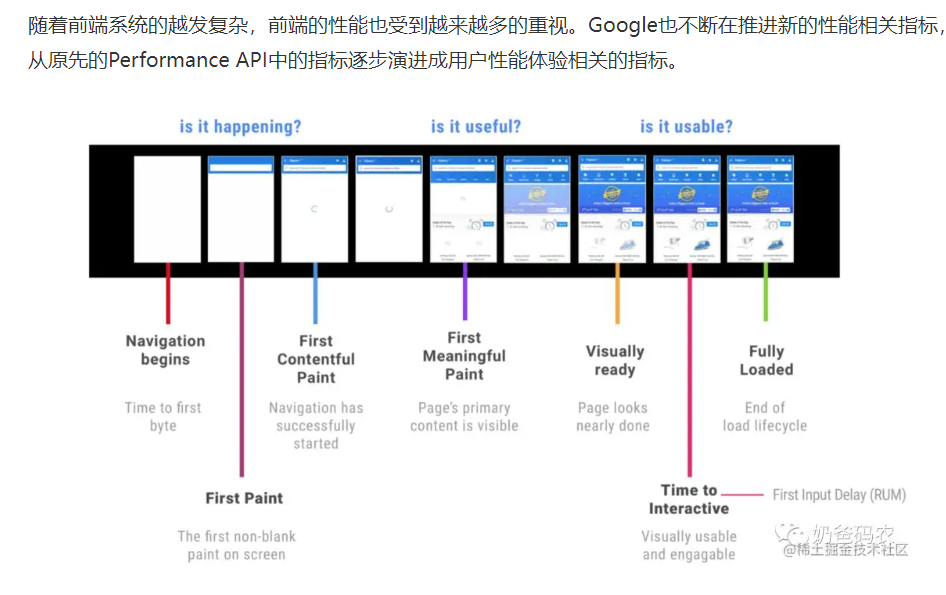 随着前端系统的越发复杂，前端的性能也受到越来越多的重视。Google也不断在推进新的性能相关指标，
从原先的Performance API中的指标逐步演进成用户性能体验相关的指标。
is it happening?
is it useful?
is it usable?
Navigation
begins
Time to first
byte
First
Contentful
Paint
Navigation has
successfully
started
First
Meaningful
Paint
Page's primary
content is visible
Visually
ready
Page looks
nearly done
Fully
Loaded
End of
load lifecycle
First Paint
The first non-blank
paint on screen
Time to
Interactive
Visually usable
and engagable
First Input Delay (RUM)
奶爸码农
@稀土掘金技术社区